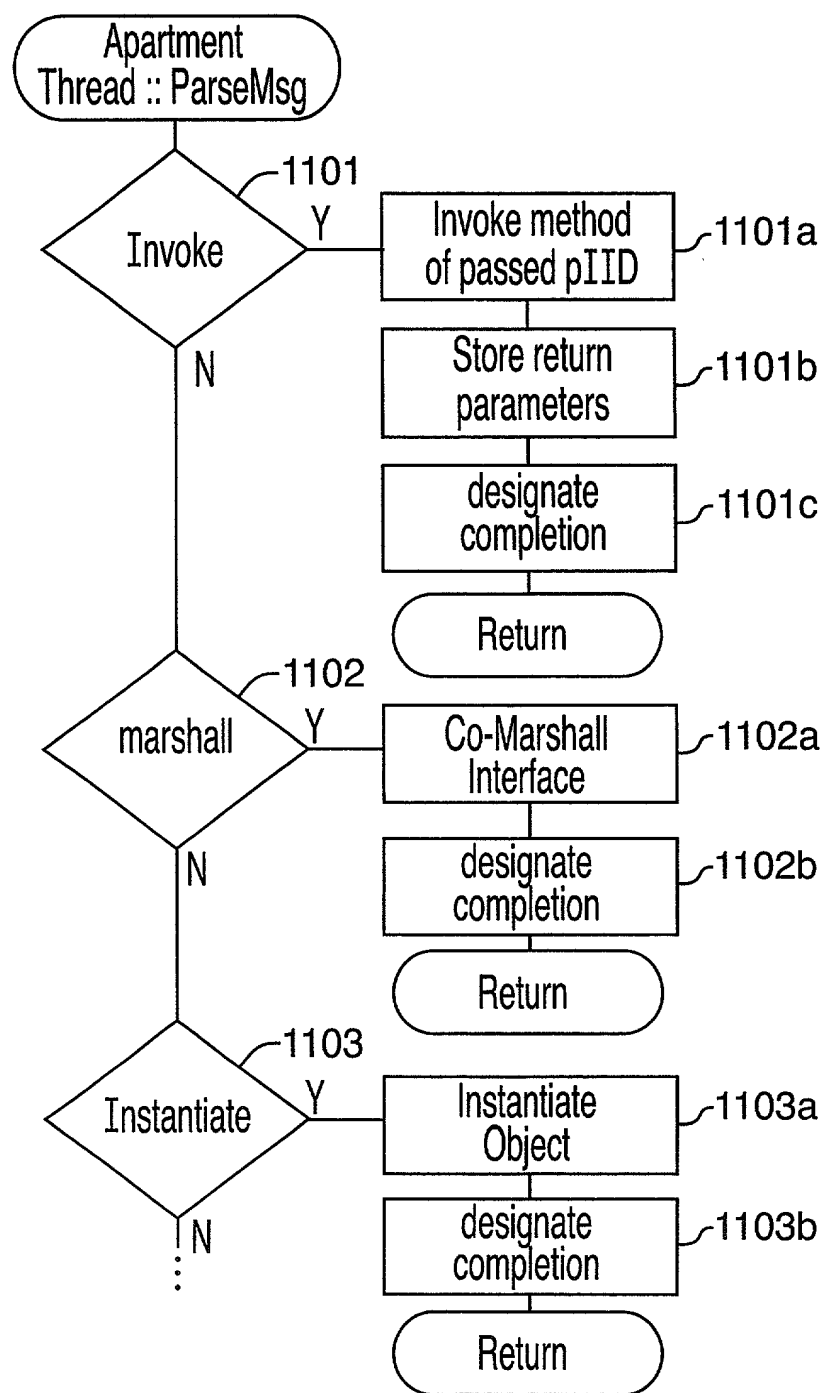 Apartment
Thread :: ParseMsg
1101
Invoke
Y
N
Invoke method
of passed pIID
1101a
Store return
parameters
1101b
designate
completion
1101c
Return
1102
marshall
Y
N
Co-Marshall
Interface
1102a
designate
completion
1102b
Return
1103
Instantiate
Y
N
Instantiate
Object
1103a
designate
completion
1103b
Return